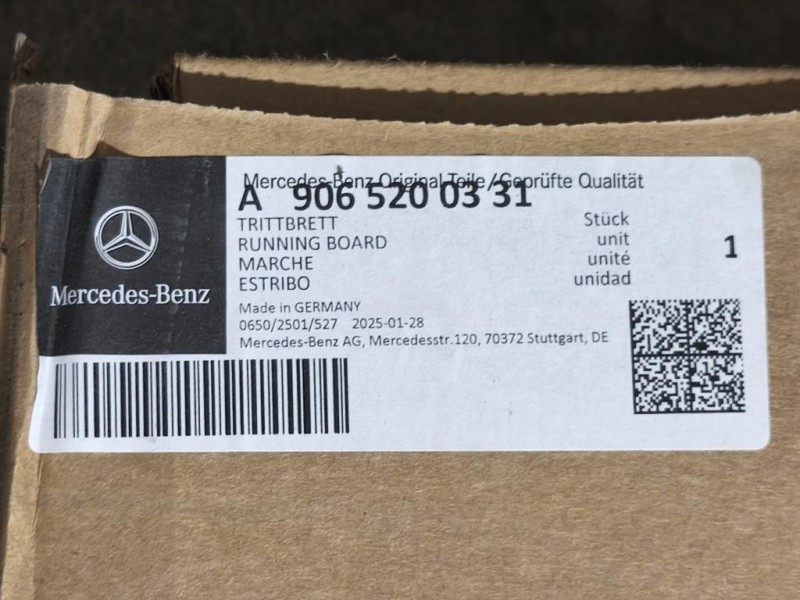 Mercedes-Benz Original Teile/Geprüfte Qualität
A 906 520 03 31
TRITTBRETT Stück
RUNNING BOARD unit 1
MARCHE unité
ESTRIBO unidad
Mercedes-Benz
Made in GERMANY
0650/2501/527 2025-01-28
Mercedes-Benz AG, Mercedesstr.120, 70372 Stuttgart, DE